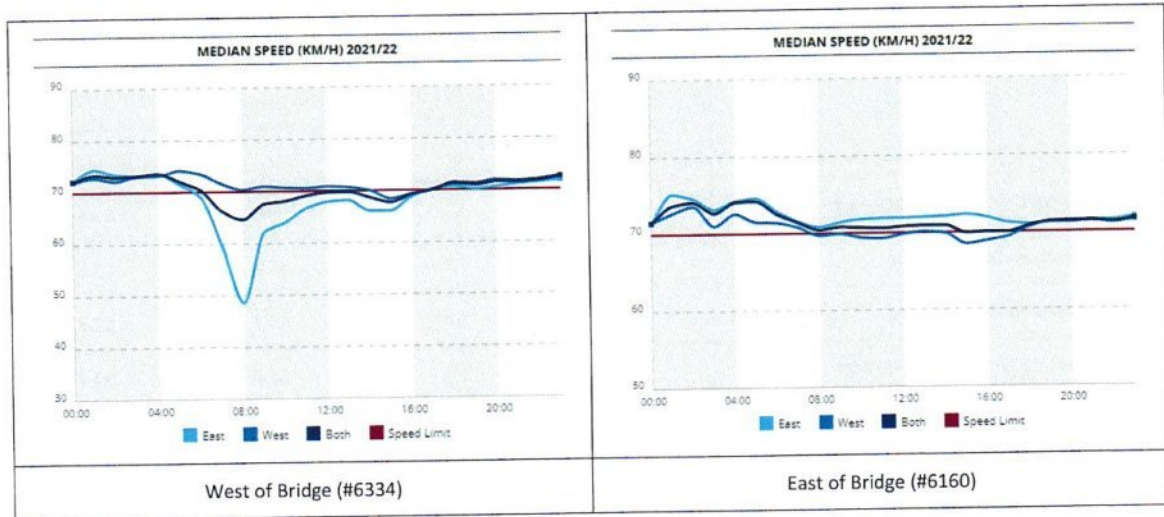 MEDIAN SPEED (KM/H) 2021/22
90
80
70
60
50
40
30
00:00 04:00 08:00 12:00 16:00 20:00
East West Both Speed Limit
West of Bridge (#6334)
MEDIAN SPEED (KM/H) 2021/22
90
80
70
60
50
00:00 04:00 08:00 12:00 16:00 20:00
East West Both Speed Limit
East of Bridge (#6160)